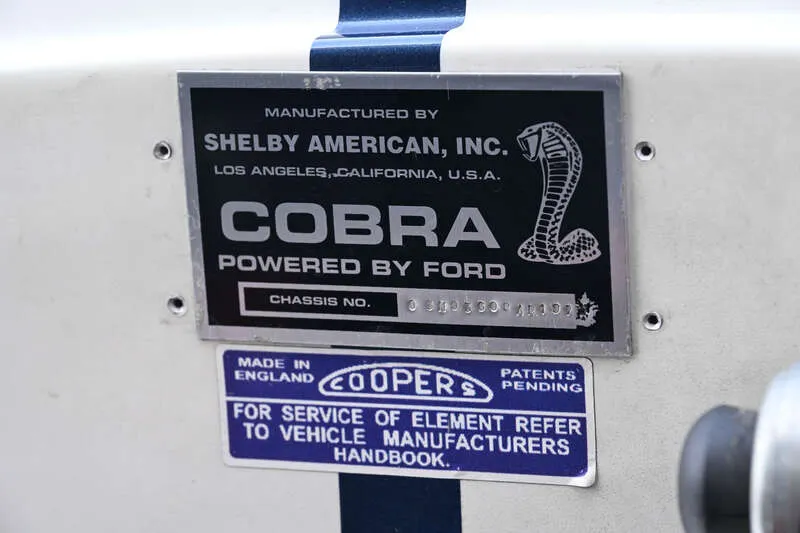 MANUFACTURED BY
SHELBY AMERICAN, INC.
LOS ANGELES, CALIFORNIA, U.S.A.
COBRA
POWERED BY FORD
CHASSIS NO.
MADE IN
ENGLAND
COOPERS
PATENTS
PENDING
FOR SERVICE OF ELEMENT REFER
TO VEHICLE MANUFACTURERS
HANDBOOK.